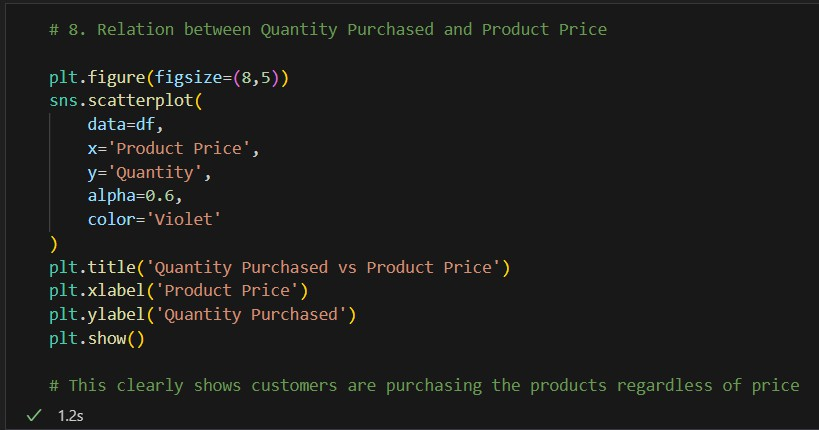 # 8. Relation between Quantity Purchased and Product Price
plt.figure(figsize=(8,5))
sns.scatterplot(
    data=df,
    x='Product Price',
    y='Quantity',
    alpha=0.6,
    color='Violet'
)
plt.title('Quantity Purchased vs Product Price')
plt.xlabel('Product Price')
plt.ylabel('Quantity Purchased')
plt.show()
# This clearly shows customers are purchasing the products regardless of price
1.2s